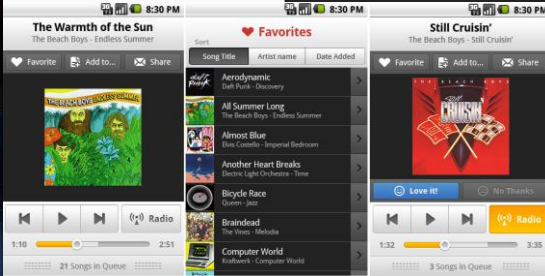 3G 8:30 PM
The Warmth of the Sun
The Beach Boys - Endless Summer
Favorite Add to... Share
THE BEACH BOYS ENDLESS SUMMER
Radio
1:10 2:51
21 Songs in Queue
3G 8:30 PM
Favorites
Sort
Song Title Artist name Date Added
Aerodynamic
Daft Punk - Discovery
All Summer Long
The Beach Boys - Endless Summer
Almost Blue
Elvis Costello - Imperial Bedroom
Another Heart Breaks
Electric Light Orchestra - Time
Bicycle Race
Queen - Jazz
Braindead
The Vines - Melodia
Computer World
Kraftwerk - Computer World
3G 8:30 PM
Still Cruisin'
The Beach Boys - Still Cruisin'
Favorite Add to... Share
THE BEACH BOYS
Still
CRUISIN'
Love it! No Thanks
Radio
1:32 3:35
3 Songs in Queue